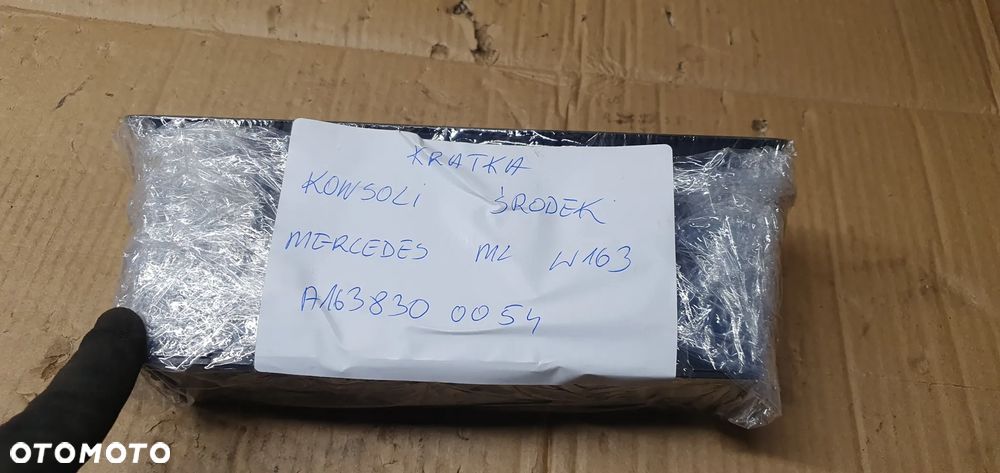 KRATKA
KONSOLI ŚRODEK
MERCEDES ML W163
A163830 0054
OTOMOTO